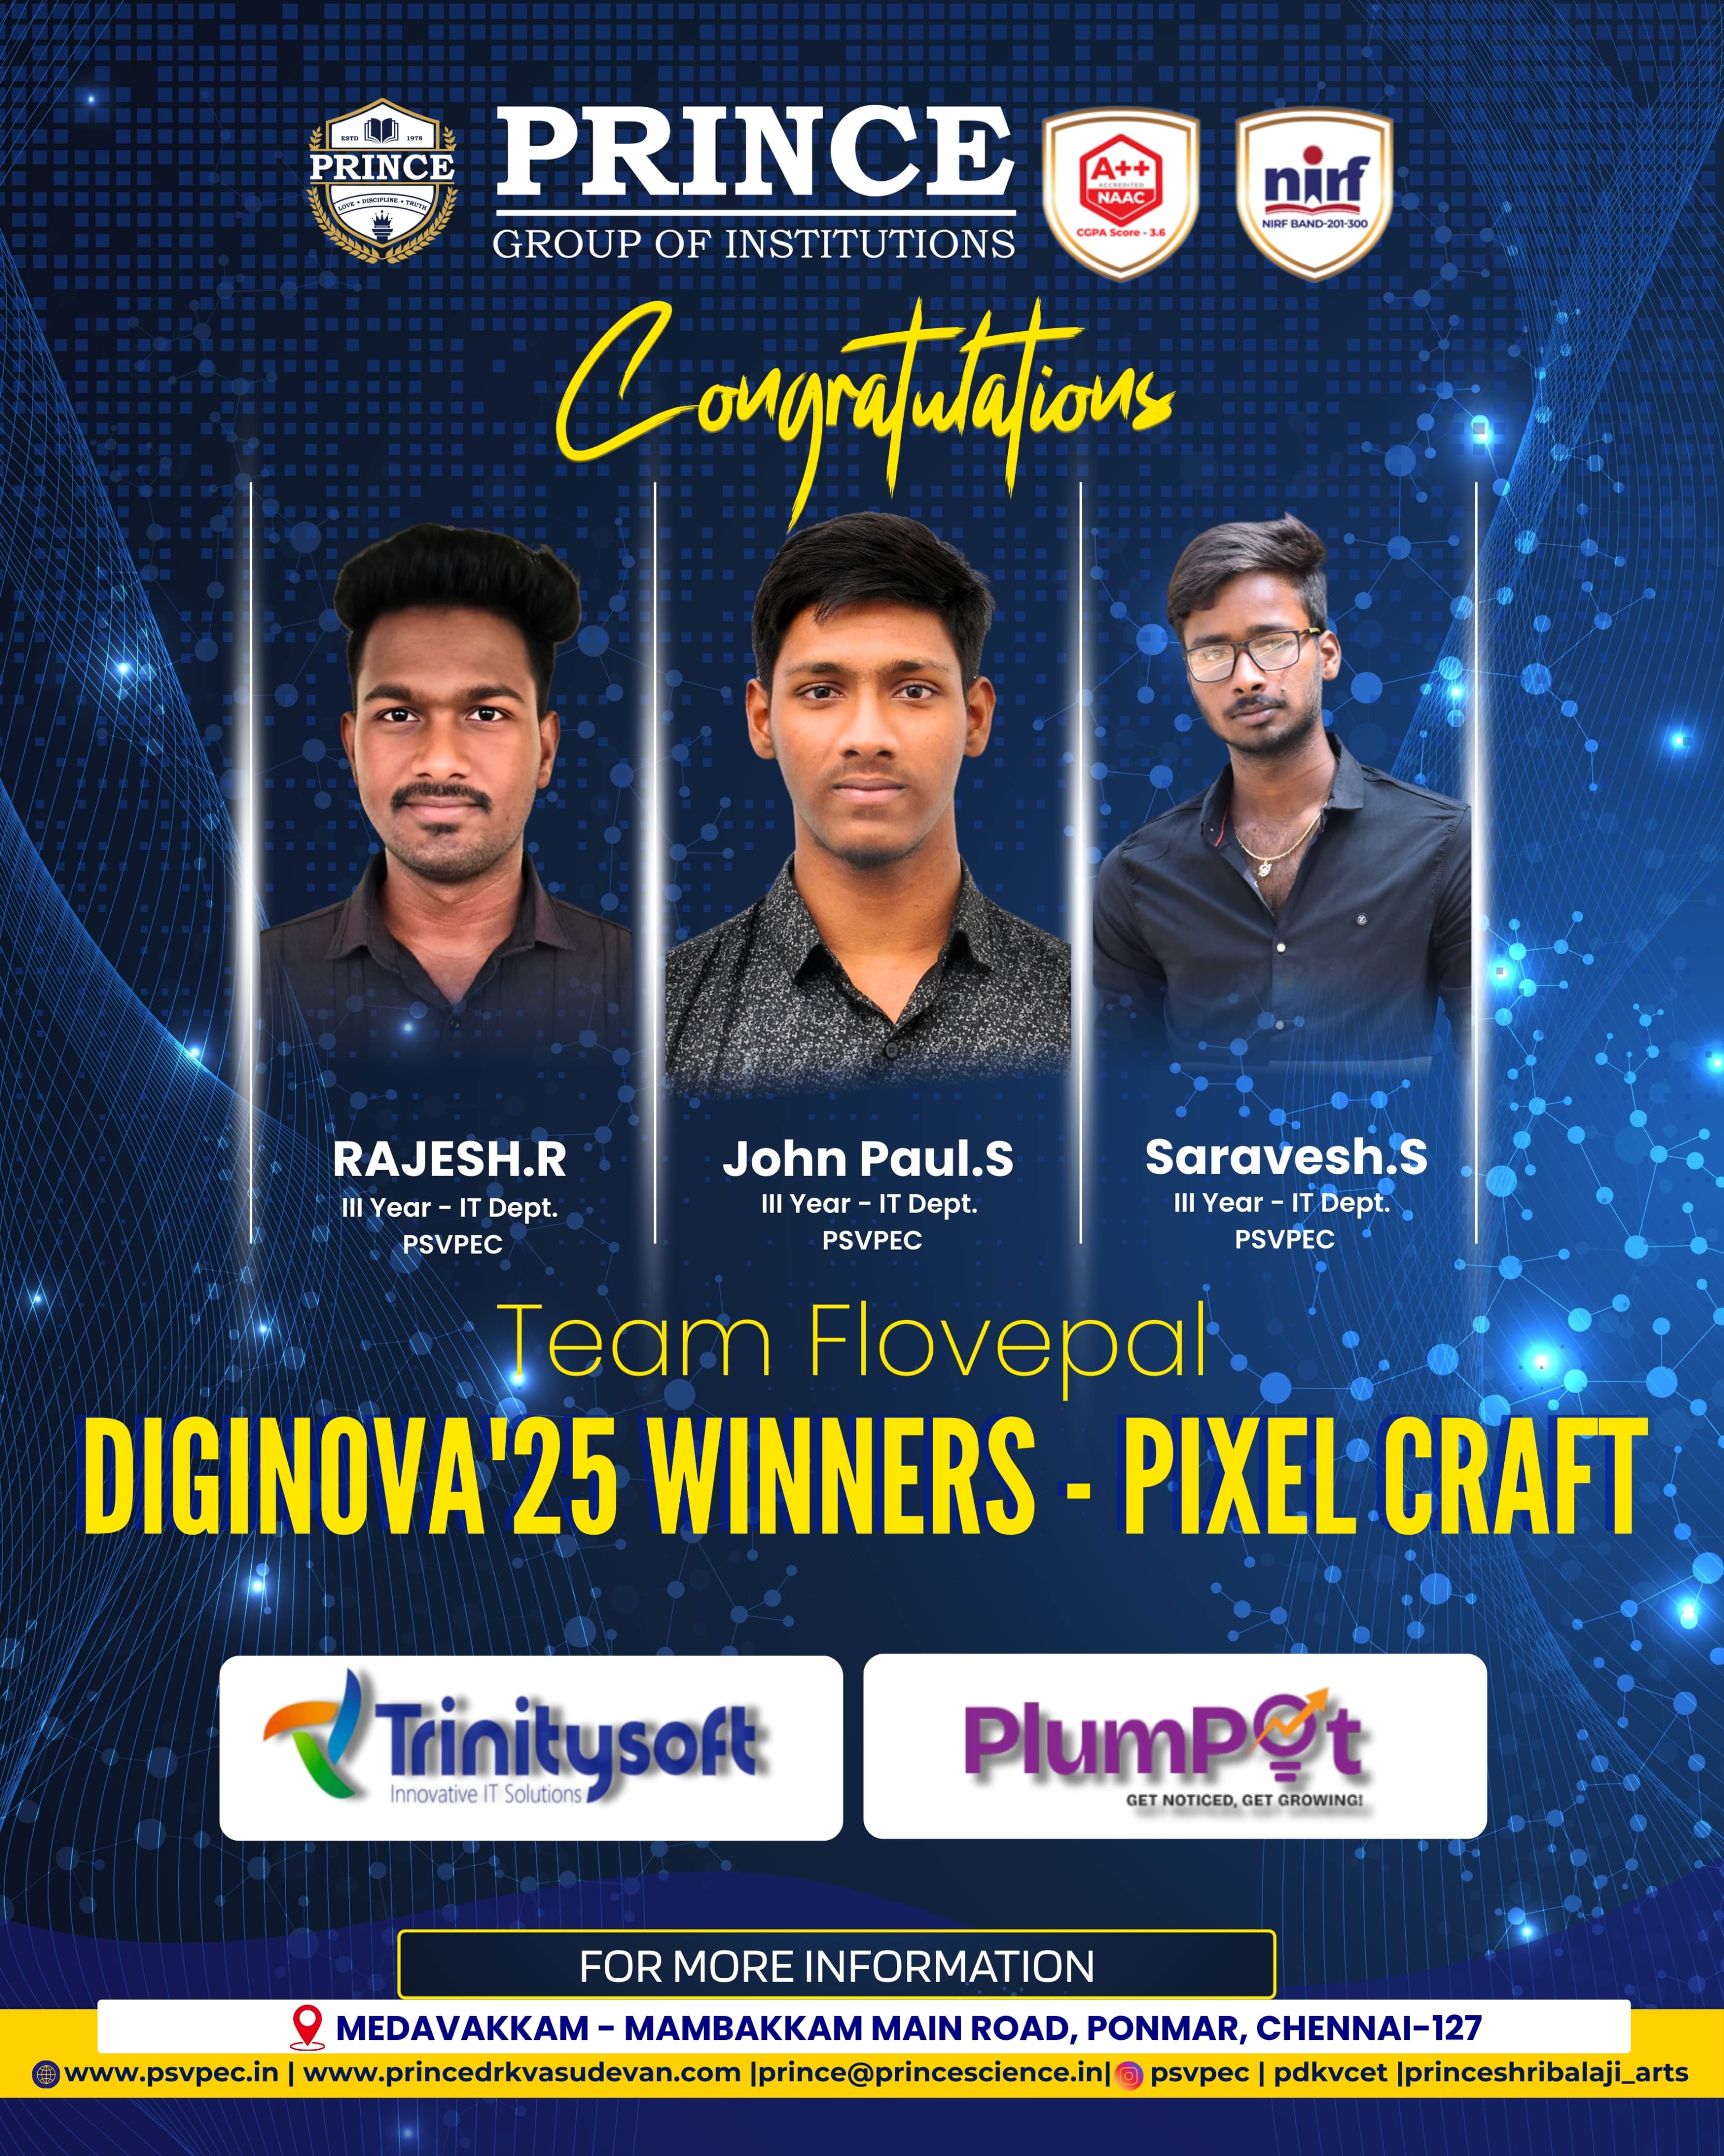 ESTD 1978
PRINCE
LOVE • DISCIPLINE • TRUTH
PRINCE
GROUP OF INSTITUTIONS
A++
ACCREDITED
NAAC
CGPA Score - 3.6
nirf
NIRF BAND-201-300
Congratulations
RAJESH.R
III Year - IT Dept.
PSVPEC
John Paul.S
III Year - IT Dept.
PSVPEC
Saravesh.S
III Year - IT Dept.
PSVPEC
Team Flovepal
DIGINOVA'25 WINNERS - PIXEL CRAFT
Trinitysoft
Innovative IT Solutions
PlumPot
GET NOTICED, GET GROWING!
FOR MORE INFORMATION
MEDAVAKKAM - MAMBAKKAM MAIN ROAD, PONMAR, CHENNAI-127
www.psvpec.in | www.princedrkvasudevan.com |prince@princescience.in| psvpec | pdkvcet |princeshribalaji_arts